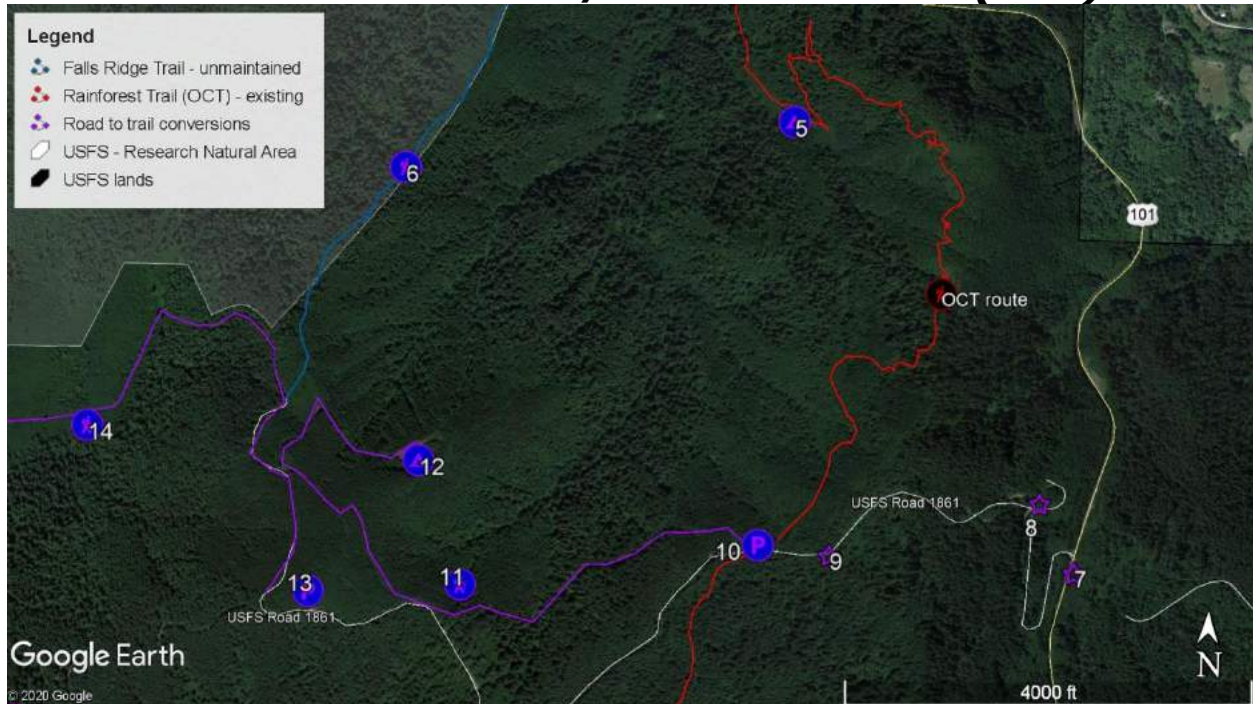 Legend
Falls Ridge Trail - unmaintained
Rainforest Trail (OCT) - existing
Road to trail conversions
USFS - Research Natural Area
USFS lands
5
6
101
OCT route
14
12
USFS Road 1861
8
10 P
9
11
7
13
USFS Road 1861
Google Earth
N
© 2020 Google
4000 ft